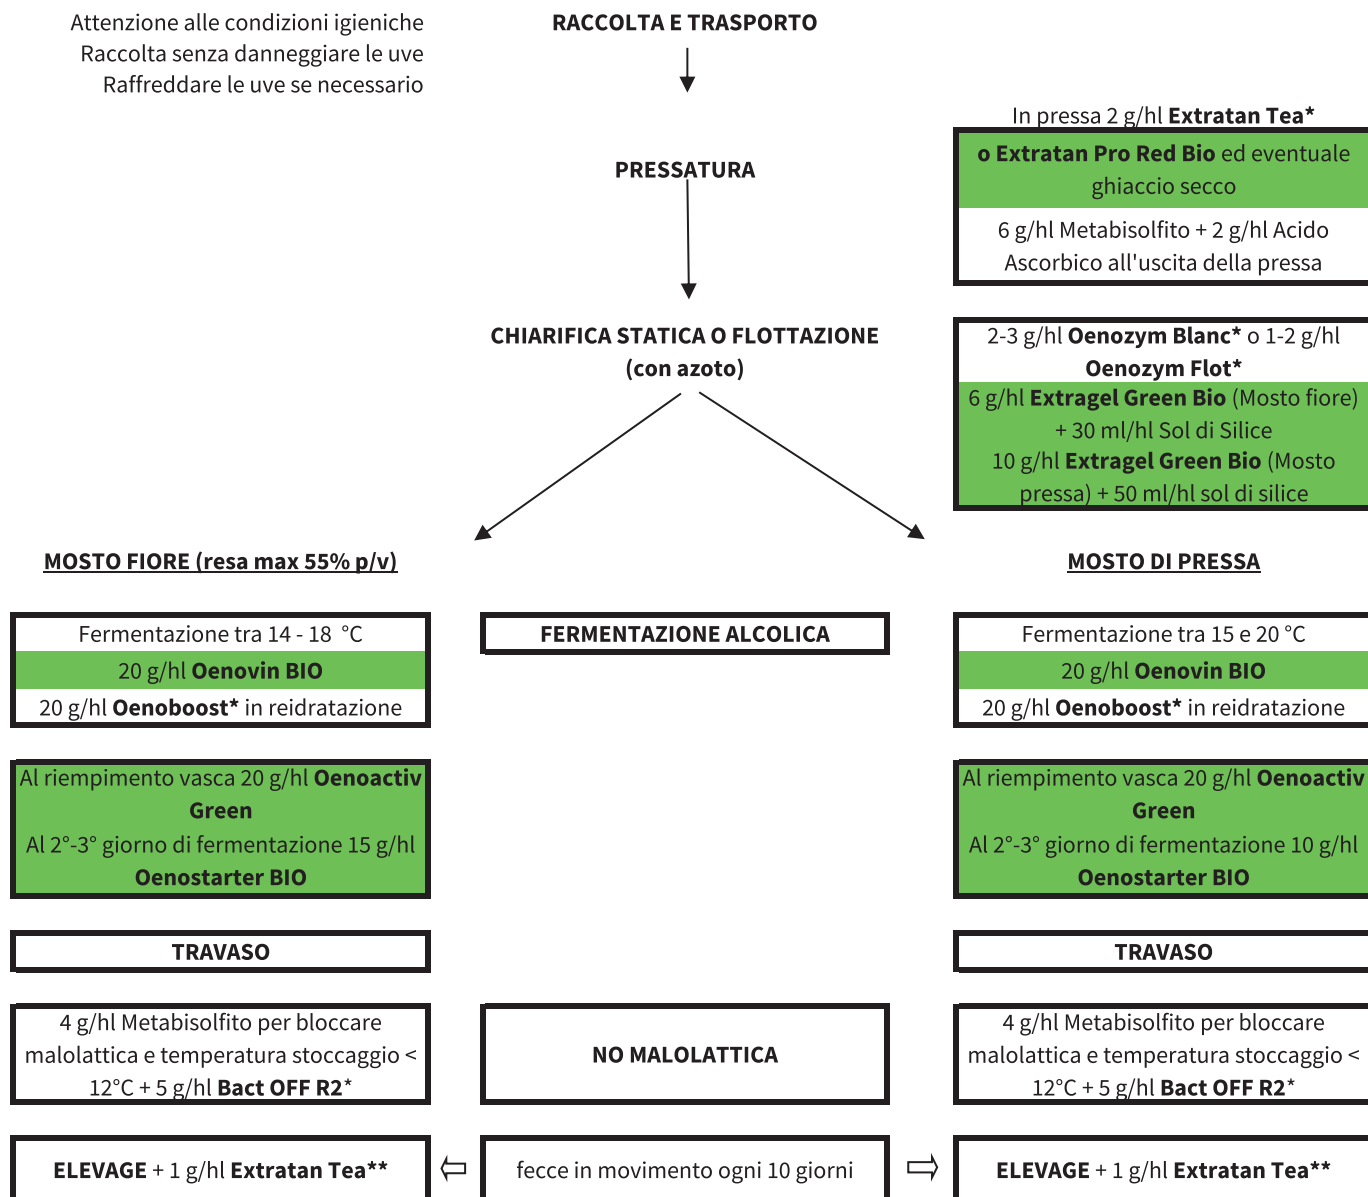 Attenzione alle condizioni igieniche
Raccolta senza danneggiare le uve
Raffreddare le uve se necessario
RACCOLTA E TRASPORTO
In pressa 2 g/hl Extratan Tea*
o Extratan Pro Red Bio ed eventuale
ghiaccio secco
6 g/hl Metabisolfito + 2 g/hl Acido
Ascorbico all'uscita della pressa
PRESSATURA
CHIARIFICA STATICA O FLOTTAZIONE
(con azoto)
2-3 g/hl Oenozym Blanc* o 1-2 g/hl
Oenozym Flot*
6 g/hl Extragel Green Bio (Mosto fiore)
+ 30 ml/hl Sol di Silice
10 g/hl Extragel Green Bio (Mosto
pressa) + 50 ml/hl sol di silice
MOSTO FIORE (resa max 55% p/v)
MOSTO DI PRESSA
Fermentazione tra 14 - 18 °C
20 g/hl Oenovin BIO
20 g/hl Oenoboost* in reidratazione
FERMENTAZIONE ALCOLICA
Fermentazione tra 15 e 20 °C
20 g/hl Oenovin BIO
20 g/hl Oenoboost* in reidratazione
Al riempimento vasca 20 g/hl Oenoactiv
Green
Al 2°-3° giorno di fermentazione 15 g/hl
Oenostarter BIO
Al riempimento vasca 20 g/hl Oenoactiv
Green
Al 2°-3° giorno di fermentazione 10 g/hl
Oenostarter BIO
TRAVASO
TRAVASO
4 g/hl Metabisolfito per bloccare
malolattica e temperatura stoccaggio <
12°C + 5 g/hl Bact OFF R2*
NO MALOLATTICA
4 g/hl Metabisolfito per bloccare
malolattica e temperatura stoccaggio <
12°C + 5 g/hl Bact OFF R2*
ELEVAGE + 1 g/hl Extratan Tea**
fecce in movimento ogni 10 giorni
ELEVAGE + 1 g/hl Extratan Tea**